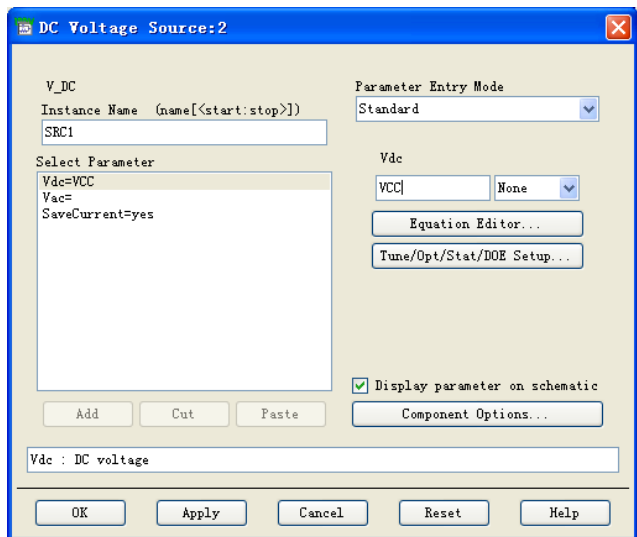 DC Voltage Source:2
V_DC
Instance Name (name[<start:stop>])
SRC1
Select Parameter
Vdc=VCC
Vac=
SaveCurrent=yes
Add Cut Paste
Parameter Entry Mode
Standard
Vdc
VCC None
Equation Editor...
Tune/Opt/Stat/DOE Setup...
Display parameter on schematic
Component Options...
Vdc : DC voltage
OK Apply Cancel Reset Help